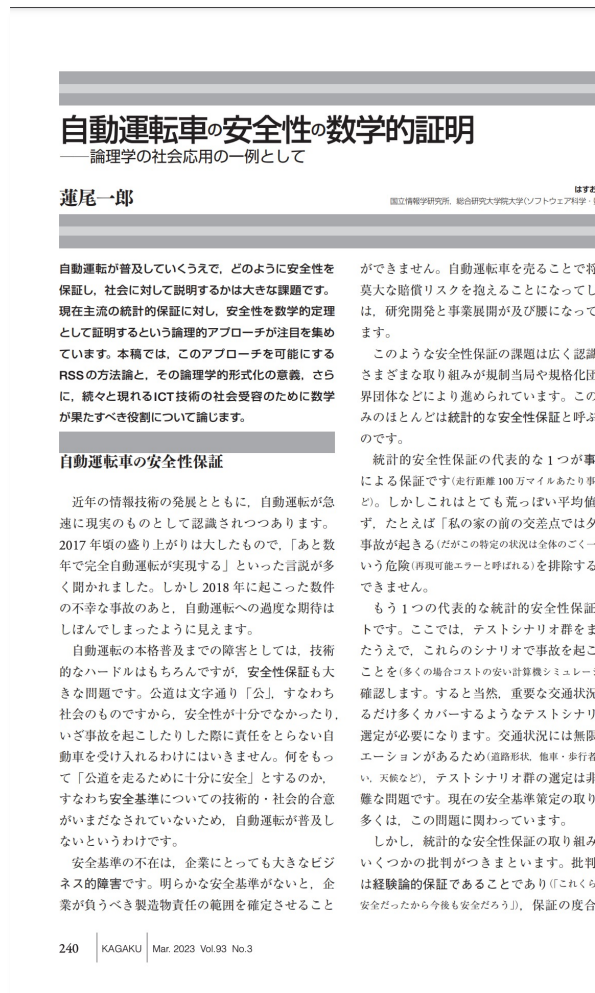 自動運転車の安全性の数学的証明
——論理学の社会応用の一例として
蓮尾一郎
はすお
国立情報学研究所，総合研究大学院大学（ソフトウェア科学・
自動運転が普及していくうえで，どのように安全性を
保証し，社会に対して説明するかは大きな課題です。
現在主流の統計的保証に対し，安全性を数学的定理
として証明するという論理的アプローチが注目を集め
ています。本稿では，このアプローチを可能にする
RSSの方法論と，その論理学的形式化の意義，さら
に，続々と現れるICT技術の社会受容のために数学
が果たすべき役割について論じます。
自動運転車の安全性保証
近年の情報技術の発展とともに，自動運転が急
速に現実のものとして認識されつつあります。
2017年頃の盛り上がりは大したもので，「あと数
年で完全自動運転が実現する」といった言説が多
く聞かれました。しかし2018年に起こった数件
の不幸な事故のあと，自動運転への過度な期待は
しぼんでしまったように見えます。
自動運転の本格普及までの障害としては，技術
的なハードルはもちろんですが，安全性保証も大
きな問題です。公道は文字通り「公」，すなわち
社会のものですから，安全性が十分でなかったり，
いざ事故を起こしたりした際に責任をとらない自
動車を受け入れるわけにはいきません。何をもっ
て「公道を走るために十分に安全」とするのか，
すなわち安全基準についての技術的・社会的合意
がいまだなされていないため，自動運転が普及し
ないというわけです。
安全基準の不在は，企業にとっても大きなビジ
ネス的障害です。明らかな安全基準がないと，企
業が負うべき製造物責任の範囲を確定させること
ができません。自動運転車を売ることで将
莫大な賠償リスクを抱えることになってし
は，研究開発と事業展開が及び腰になって
ます。
このような安全性保証の課題は広く認識
さまざまな取り組みが規制当局や規格化団
界団体などにより進められています。この
みのほとんどは統計的な安全性保証と呼ぶ
のです。
統計的安全性保証の代表的な1つが事
による保証です（走行距離100万マイルあたり事
ど）。しかしこれはとても荒っぽい平均値
ず，たとえば「私の家の前の交差点では必
事故が起きる（だがこの特定の状況は全体のごく一
いう危険（再現可能エラーと呼ばれる）を排除する
できません。
もう1つの代表的な統計的安全性保証
トです。ここでは，テストシナリオ群をま
たうえで，これらのシナリオで事故を起こ
ことを（多くの場合コストの安い計算機シミュレーシ
確認します。すると当然，重要な交通状況
るだけ多くカバーするようなテストシナリ
選定が必要になります。交通状況には無限
エーションがあるため（道路形状，他車・歩行者
い，天候など），テストシナリオ群の選定は非
難な問題です。現在の安全基準策定の取り
多くは，この問題に関わっています。
しかし，統計的な安全性保証の取り組み
いくつかの批判がつきまといます。批判
は経験論的保証であることであり（「これくら
安全だったから今後も安全だろう」），保証の度合
240 KAGAKU Mar. 2023 Vol.93 No.3